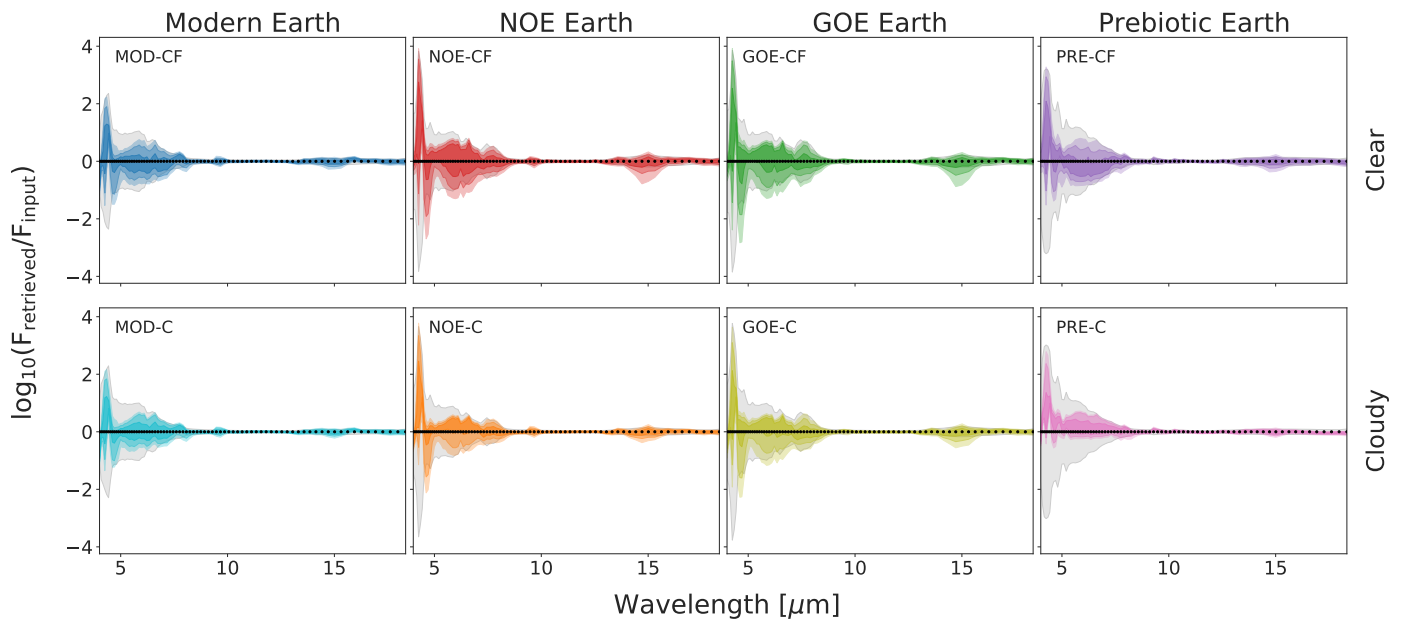 Modern Earth
NOE Earth
GOE Earth
Prebiotic Earth
MOD-CF
NOE-CF
GOE-CF
PRE-CF
4
2
0
−2
−4
Clear
log10(Fretrieved/Finput)
MOD-C
NOE-C
GOE-C
PRE-C
4
2
0
−2
−4
Cloudy
5 10 15 5 10 15 5 10 15 5 10 15
Wavelength [μm]